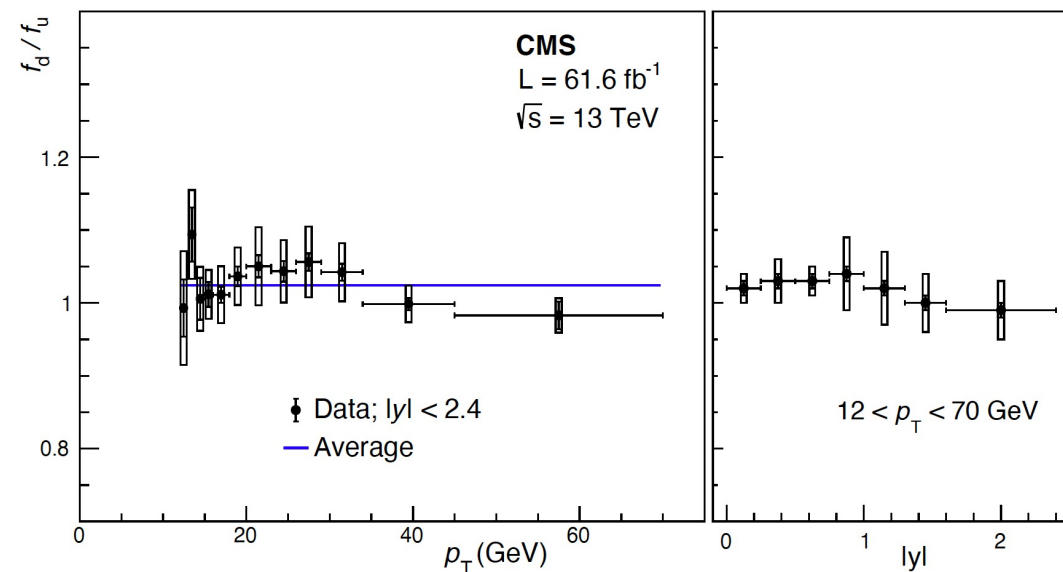 f_d / f_u
CMS
L = 61.6 fb⁻¹
√s = 13 TeV
1.2
1
0.8
Data; |y| < 2.4
Average
0 20 40 60
p_T (GeV)
12 < p_T < 70 GeV
0 1 2
|y|